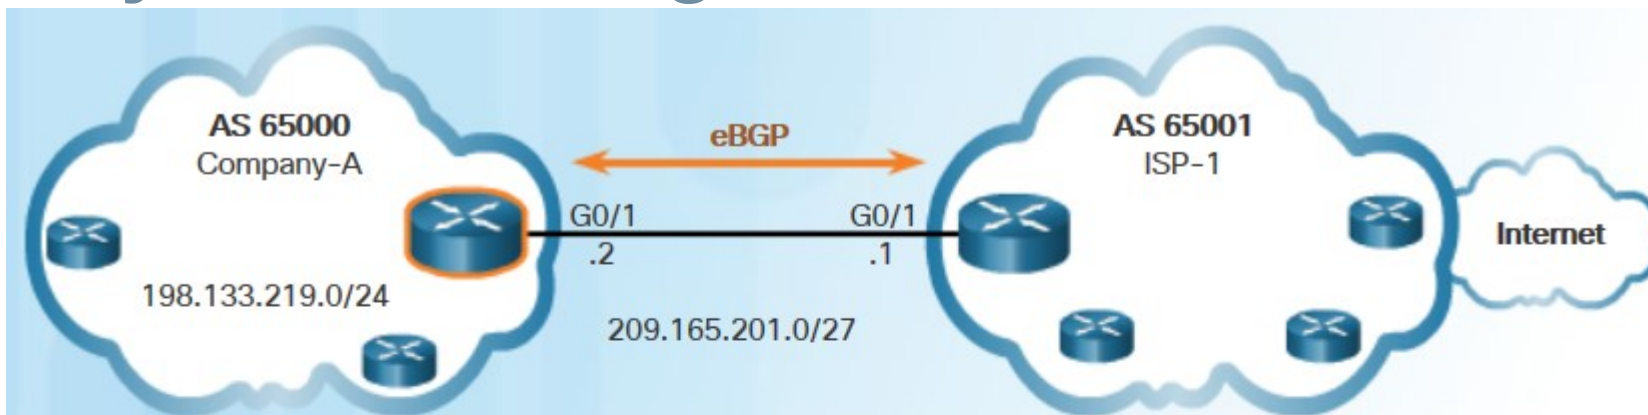 AS 65000
Company-A
198.133.219.0/24
eBGP
G0/1
G0/1
.2
.1
209.165.201.0/27
AS 65001
ISP-1
Internet